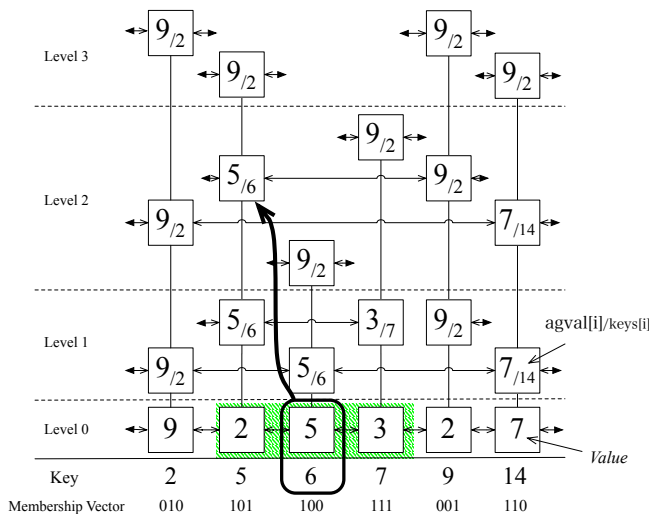 9/2 9/2
Level 3
9/2 9/2
9/2
5/6 9/2
Level 2
9/2 7/14
9/2
5/6 3/7 9/2
agval[i]/keys[i]
Level 1
9/2 5/6 7/14
Level 0 9 2 5 3 2 7
Value
Key 2 5 6 7 9 14
Membership Vector 010 101 100 111 001 110